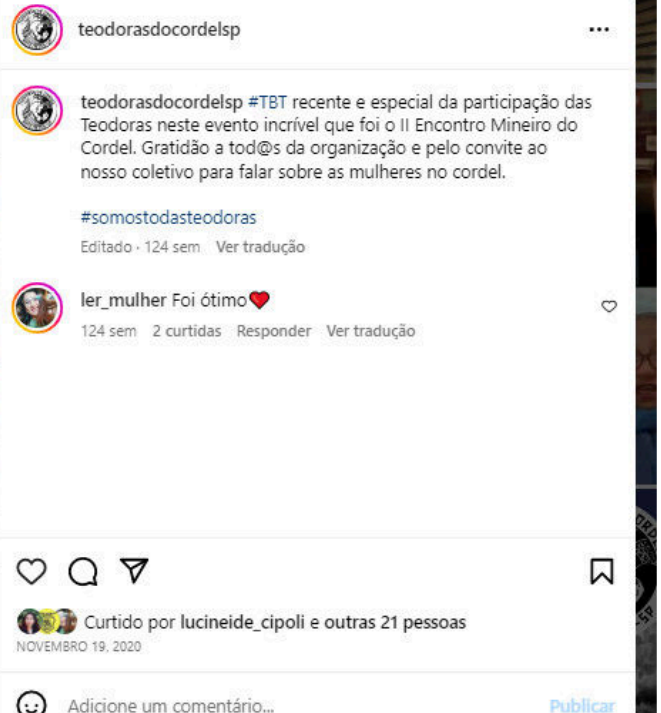 teodorasdocordelsp
teodorasdocordelsp #TBT recente e especial da participação das
Teodoras neste evento incrível que foi o II Encontro Mineiro do
Cordel. Gratidão a tod@s da organização e pelo convite ao
nosso coletivo para falar sobre as mulheres no cordel.
#somostodasteodoras
Editado · 124 sem Ver tradução
ler_mulher Foi ótimo❤️
124 sem 2 curtidas Responder Ver tradução
Curtido por lucineide_cipoli e outras 21 pessoas
NOVEMBRO 19, 2020
Adicione um comentário...
Publicar